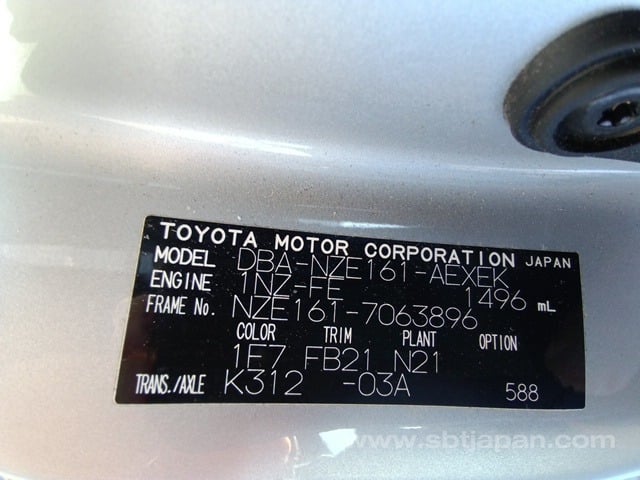 TOYOTA MOTOR CORPORATION JAPAN
MODEL DBA-NZE161-AEXEK
ENGINE 1NZ-FE 1496 mL
FRAME No. NZE161-7063896
COLOR TRIM PLANT OPTION
1E7 FB21 N21
TRANS./AXLE K312 -03A 588
www.sbtjapan.com